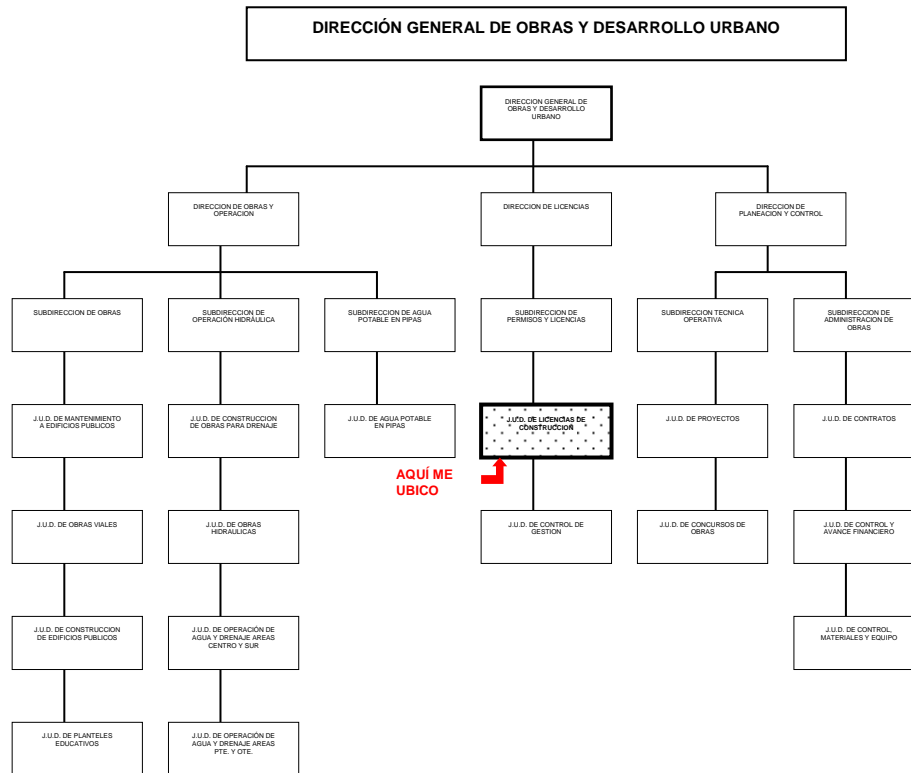 DIRECCIÓN GENERAL DE OBRAS Y DESARROLLO URBANO
DIRECCION GENERAL DE
OBRAS Y DESARROLLO
URBANO
DIRECCION DE OBRAS Y
OPERACION
DIRECCION DE LICENCIAS
DIRECCION DE
PLANEACION Y CONTROL
SUBDIRECCION DE OBRAS
SUBDIRECCION DE
OPERACIÓN HIDRÁULICA
SUBDIRECCION DE AGUA
POTABLE EN PIPAS
SUBDIRECCION DE
PERMISOS Y LICENCIAS
SUBDIRECCION TECNICA
OPERATIVA
SUBDIRECCION DE
ADMINISTRACION DE
OBRAS
J.U.D. DE MANTENIMIENTO
A EDIFICIOS PUBLICOS
J.U.D. DE CONSTRUCCION
DE OBRAS PARA DRENAJE
J.U.D. DE AGUA POTABLE
EN PIPAS
J.U.D. DE LICENCIAS DE
CONSTRUCCION
J.U.D. DE PROYECTOS
J.U.D. DE CONTRATOS
AQUÍ ME
UBICO
J.U.D. DE OBRAS VIALES
J.U.D. DE OBRAS
HIDRAULICAS
J.U.D. DE CONTROL DE
GESTION
J.U.D. DE CONCURSOS DE
OBRAS
J.U.D. DE CONTROL Y
AVANCE FINANCIERO
J.U.D. DE CONSTRUCCION
DE EDIFICIOS PUBLICOS
J.U.D. DE OPERACIÓN DE
AGUA Y DRENAJE AREAS
CENTRO Y SUR
J.U.D. DE CONTROL,
MATERIALES Y EQUIPO
J.U.D. DE PLANTELES
EDUCATIVOS
J.U.D. DE OPERACIÓN DE
AGUA Y DRENAJE AREAS
PTE. Y OTE.